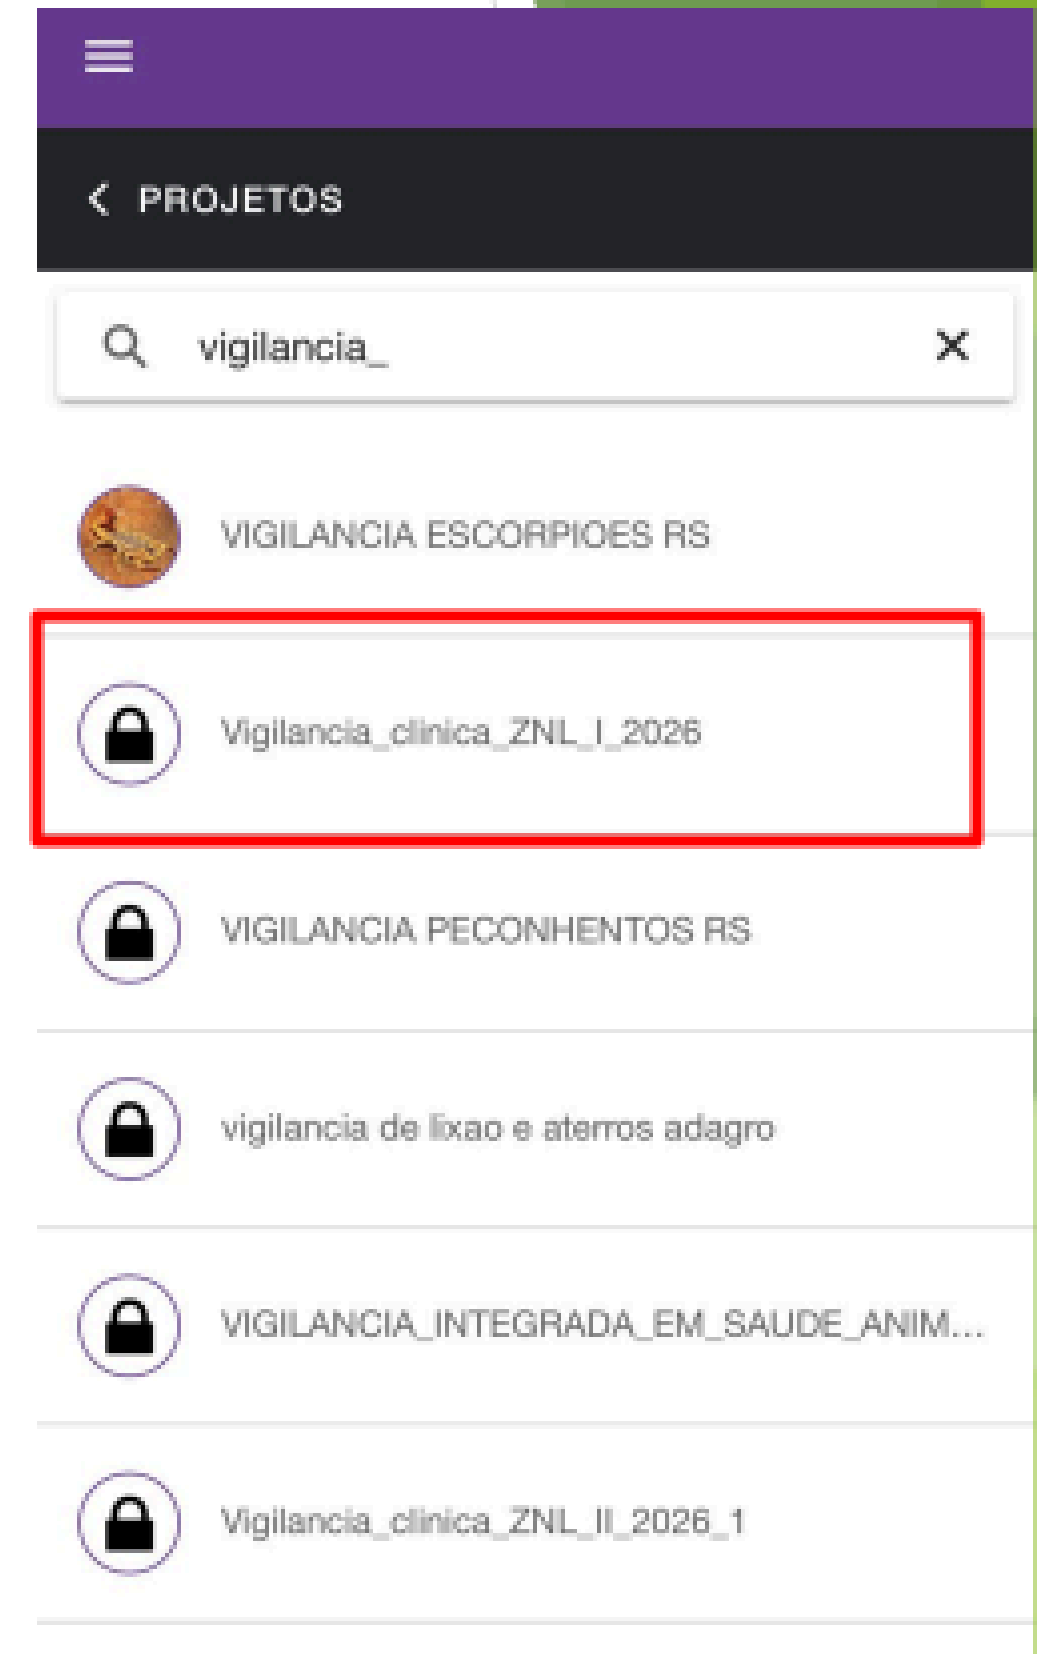 PROJETOS
vigilancia_
VIGILANCIA ESCORPIOES RS
Vigilancia_clinica_ZNL_I_2026
VIGILANCIA PECONHENTOS RS
vigilancia de lixao e aterros adagro
VIGILANCIA_INTEGRADA_EM_SAUDE_ANIM...
Vigilancia_clinica_ZNL_II_2026_1